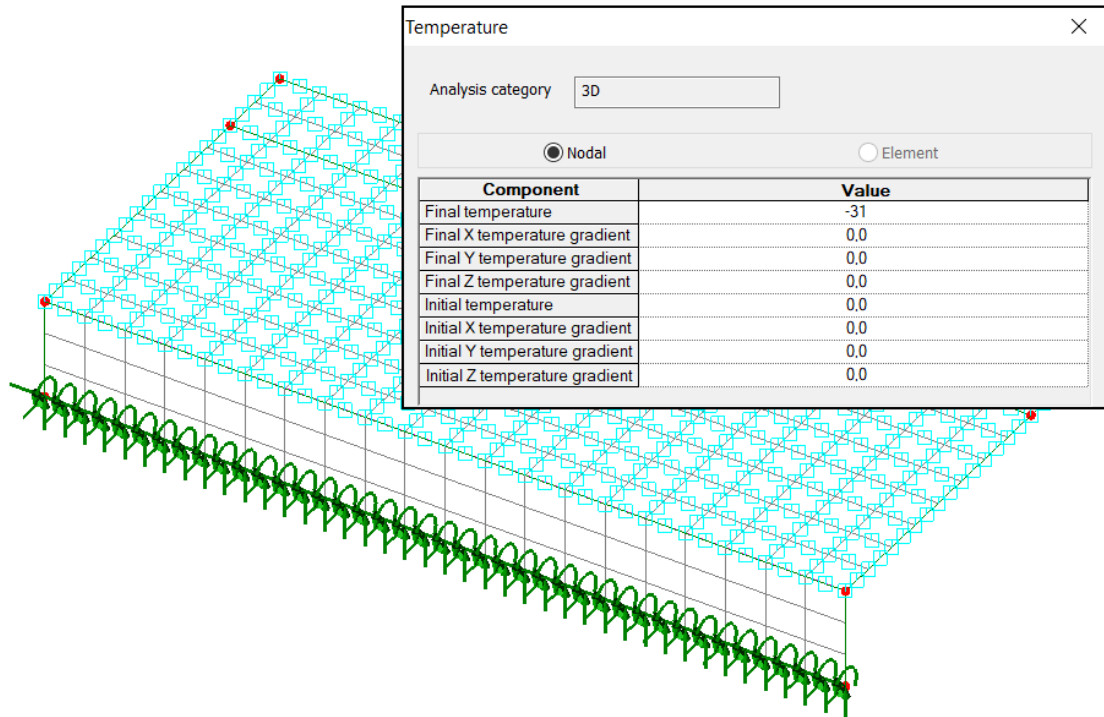 Temperature
Analysis category 3D
Nodal Element
Component Value
Final temperature -31
Final X temperature gradient 0,0
Final Y temperature gradient 0,0
Final Z temperature gradient 0,0
Initial temperature 0,0
Initial X temperature gradient 0,0
Initial Y temperature gradient 0,0
Initial Z temperature gradient 0,0